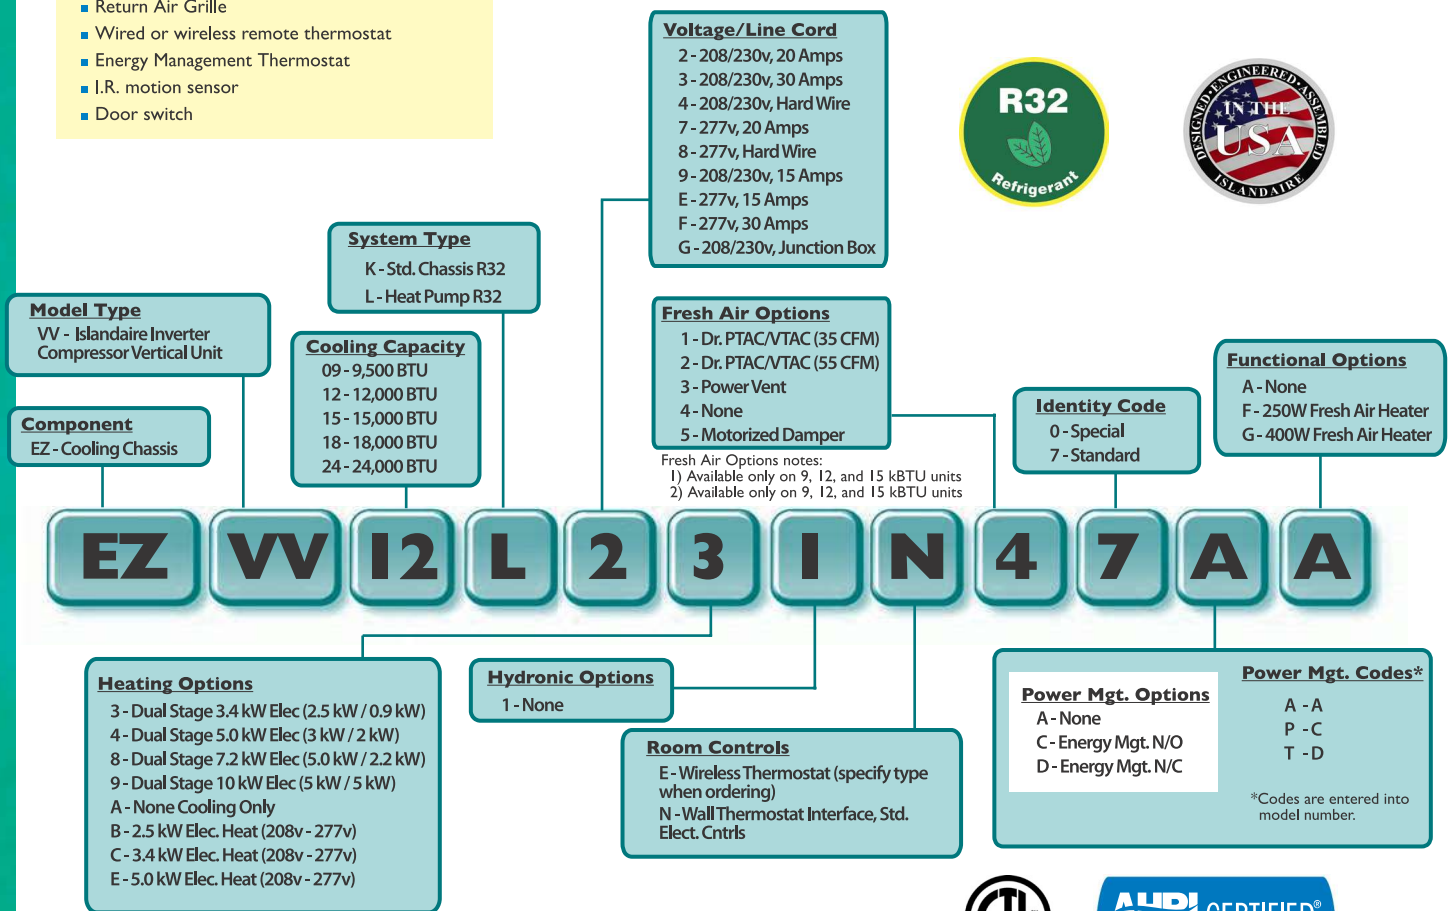 Return Air Grille
Wired or wireless remote thermostat
Energy Management Thermostat
I.R. motion sensor
Door switch
Voltage/Line Cord
2 - 208/230v, 20 Amps
3 - 208/230v, 30 Amps
4 - 208/230v, Hard Wire
7 - 277v, 20 Amps
8 - 277v, Hard Wire
9 - 208/230v, 15 Amps
E - 277v, 15 Amps
F - 277v, 30 Amps
G - 208/230v, Junction Box
R32
Refrigerant
DESIGNED · ENGINEERED · ASSEMBLED
IN THE
USA
ISLANDAIRE
System Type
K - Std. Chassis R32
L - Heat Pump R32
Model Type
VV - Islandaire Inverter
Compressor Vertical Unit
Cooling Capacity
09 - 9,500 BTU
12 - 12,000 BTU
15 - 15,000 BTU
18 - 18,000 BTU
24 - 24,000 BTU
Component
EZ - Cooling Chassis
Fresh Air Options
1 - Dr. PTAC/VTAC (35 CFM)
2 - Dr. PTAC/VTAC (55 CFM)
3 - Power Vent
4 - None
5 - Motorized Damper
Fresh Air Options notes:
1) Available only on 9, 12, and 15 kBTU units
2) Available only on 9, 12, and 15 kBTU units
Identity Code
0 - Special
7 - Standard
Functional Options
A - None
F - 250W Fresh Air Heater
G - 400W Fresh Air Heater
EZ VV 12 L 2 3 1 N 4 7 A A
Heating Options
3 - Dual Stage 3.4 kW Elec (2.5 kW / 0.9 kW)
4 - Dual Stage 5.0 kW Elec (3 kW / 2 kW)
8 - Dual Stage 7.2 kW Elec (5.0 kW / 2.2 kW)
9 - Dual Stage 10 kW Elec (5 kW / 5 kW)
A - None Cooling Only
B - 2.5 kW Elec. Heat (208v - 277v)
C - 3.4 kW Elec. Heat (208v - 277v)
E - 5.0 kW Elec. Heat (208v - 277v)
Hydronic Options
1 - None
Room Controls
E - Wireless Thermostat (specify type
when ordering)
N - Wall Thermostat Interface, Std.
Elect. Cntrls
Power Mgt. Options
A - None
C - Energy Mgt. N/O
D - Energy Mgt. N/C
Power Mgt. Codes*
A - A
P - C
T - D
*Codes are entered into
model number.
AHRI CERTIFIED®